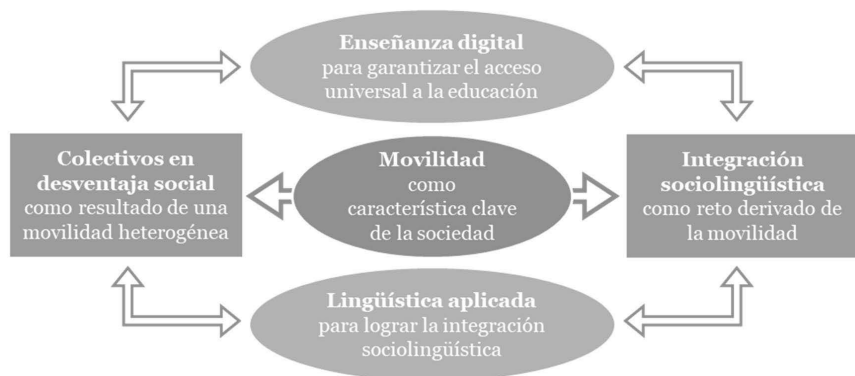 Enseñanza digital
para garantizar el acceso
universal a la educación
Colectivos en
desventaja social
como resultado de una
movilidad heterogénea
Movilidad
como
característica clave
de la sociedad
Integración
sociolingüística
como reto derivado de
la movilidad
Lingüística aplicada
para lograr la integración
sociolingüística